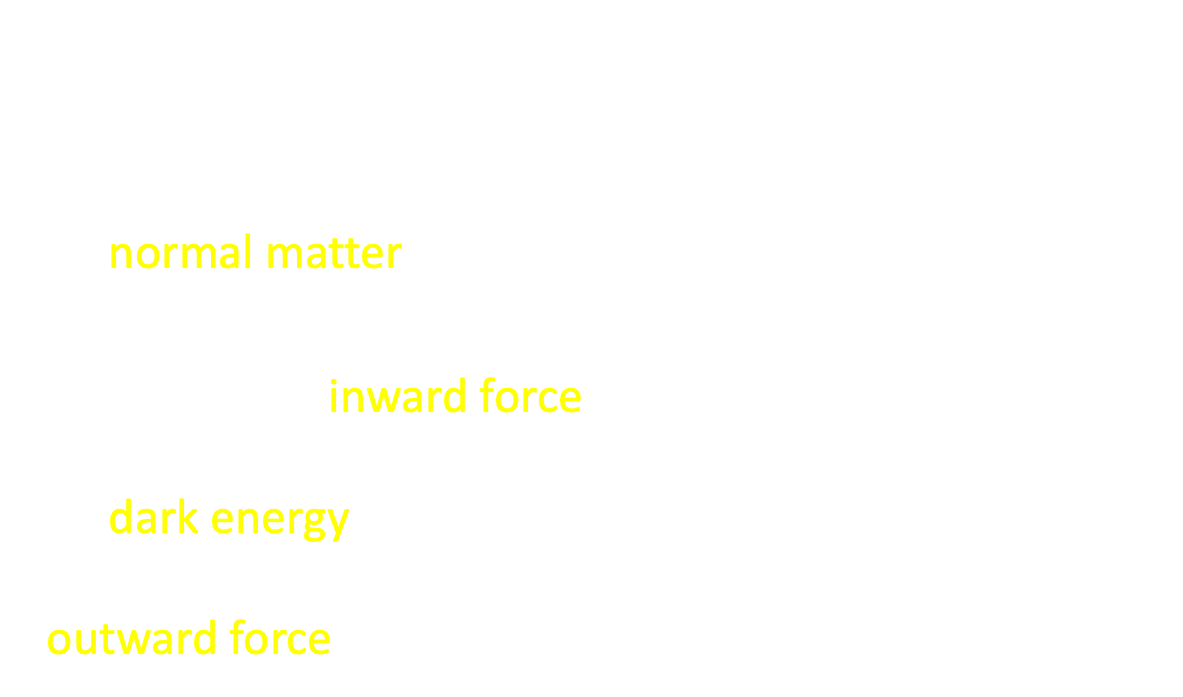 normal matter
inward force
dark energy
outward force